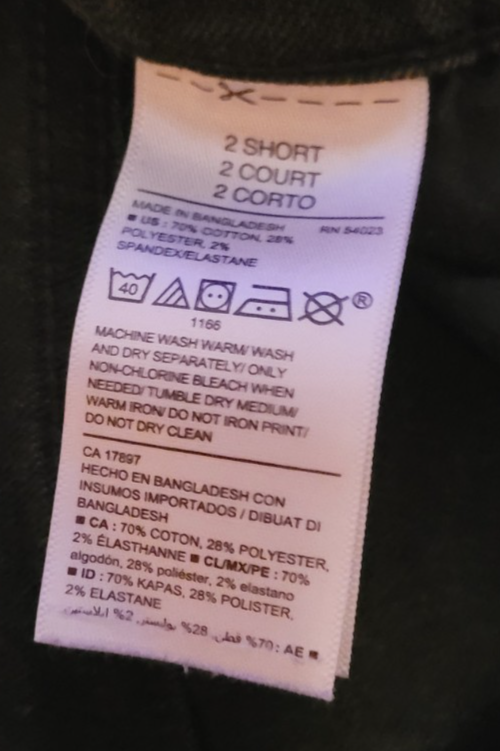 2 SHORT
2 COURT
2 CORTO
MADE IN BANGLADESH RN 54023
■ US : 70% COTTON, 28%
POLYESTER, 2%
SPANDEX/ELASTANE
40 ®
1166
MACHINE WASH WARM/ WASH
AND DRY SEPARATELY/ ONLY
NON-CHLORINE BLEACH WHEN
NEEDED/ TUMBLE DRY MEDIUM/
WARM IRON/ DO NOT IRON PRINT/
DO NOT DRY CLEAN
CA 17897
HECHO EN BANGLADESH CON
INSUMOS IMPORTADOS / DIBUAT DI
BANGLADESH
■ CA : 70% COTON, 28% POLYESTER,
2% ÉLASTHANNE ■ CL/MX/PE : 70%
algodón, 28% poliéster, 2% elastano
■ ID : 70% KAPAS, 28% POLISTER,
2% ELASTANE
■ AE : %70 قطن, %28 بوليستر, %2 ايلاستين